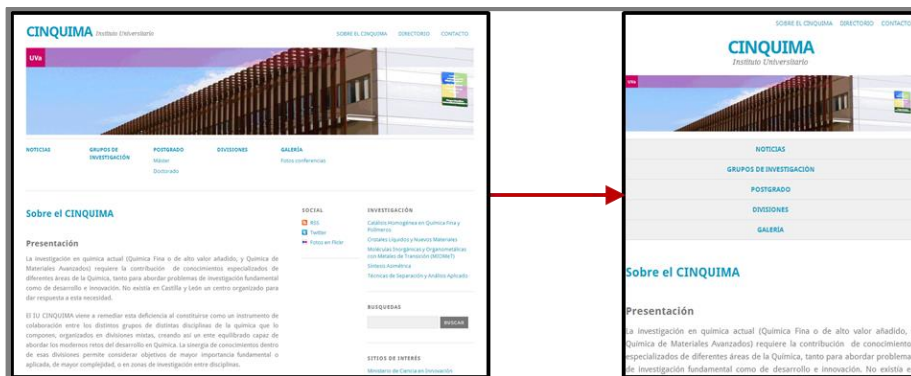 CINQUIMA Instituto Universitario
SOBRE EL CINQUIMA DIRECTORIO CONTACTO
UVa
NOTICIAS
GRUPOS DE
INVESTIGACIÓN
POSTGRADO
Máster
Doctorado
DIVISIONES
GALERÍA
Fotos conferencias
Sobre el CINQUIMA
Presentación
La investigación en química actual (Química Fina o de alto valor añadido, y Química de
Materiales Avanzados) requiere la contribución de conocimientos especializados de
diferentes áreas de la Química, tanto para abordar problemas de investigación fundamental
como de desarrollo e innovación. No existía en Castilla y León un centro organizado para
dar respuesta a esta necesidad.
El IU CINQUIMA viene a remediar esta deficiencia al constituirse como un instrumento de
colaboración entre los distintos grupos de distintas disciplinas de la química que lo
componen, organizados en divisiones mixtas, creando así un ente equilibrado capaz de
abordar los modernos retos del desarrollo en Química. La sinergia de conocimientos dentro
de esas divisiones permite considerar objetivos de mayor importancia fundamental o
aplicada, de mayor complejidad, o en zonas de investigación entre disciplinas.
SOCIAL
RSS
Twitter
Fotos en Flickr
INVESTIGACIÓN
Catálisis Homogénea en Química Fina y
Polímeros
Cristales Líquidos y Nuevos Materiales
Moléculas Inorgánicas y Organometálicas
con Metales de Transición (MIOMeT)
Síntesis Asimétrica
Técnicas de Separación y Análisis Aplicado
BUSQUEDAS
BUSCAR
SITIOS DE INTERÉS
Ministerio de Ciencia en Innovación
SOBRE EL CINQUIMA DIRECTORIO CONTACTO
CINQUIMA
Instituto Universitario
UVa
NOTICIAS
GRUPOS DE INVESTIGACIÓN
POSTGRADO
DIVISIONES
GALERÍA
Sobre el CINQUIMA
Presentación
La investigación en química actual (Química Fina o de alto valor añadido,
Química de Materiales Avanzados) requiere la contribución de conocimiento
especializados de diferentes áreas de la Química, tanto para abordar problema
de investigación fundamental como de desarrollo e innovación. No existía e